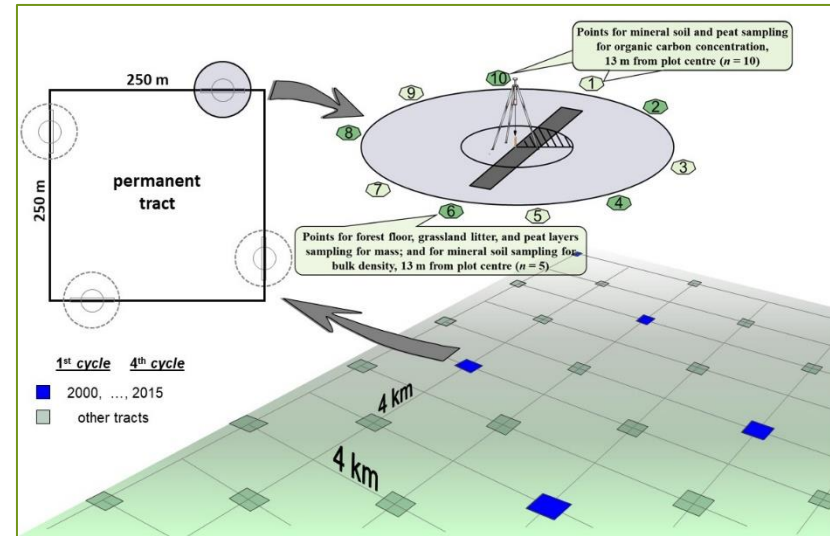 Points for mineral soil and peat sampling
for organic carbon concentration,
13 m from plot centre (n = 10)
250 m
250 m
permanent
tract
10
1
9
2
8
3
7
4
6
5
Points for forest floor, grassland litter, and peat layers
sampling for mass; and for mineral soil sampling for
bulk density, 13 m from plot centre (n = 5)
1st cycle 4th cycle
2000, ..., 2015
other tracts
4 km
4 km